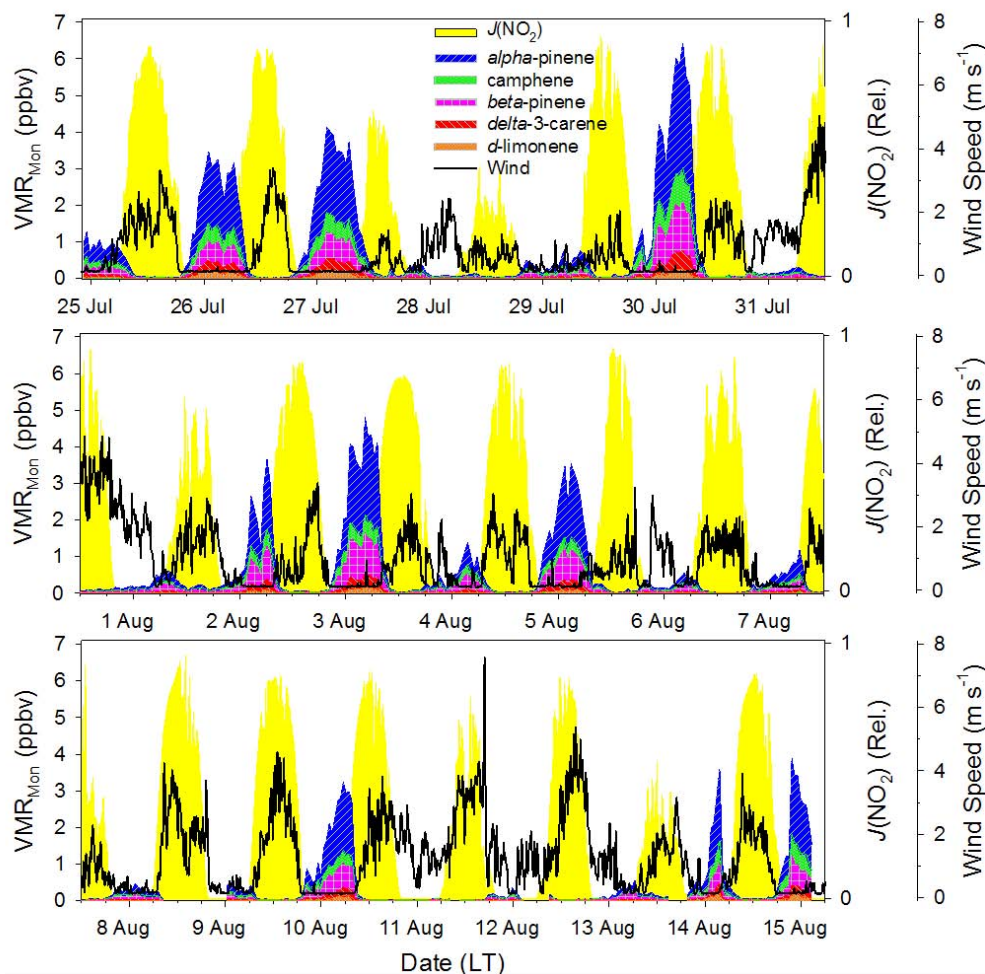 7
6
5
4
3
2
1
0
VMR_Mon (ppbv)
J(NO₂)
alpha-pinene
camphene
beta-pinene
delta-3-carene
d-limonene
Wind
1
0
J(NO₂) (Rel.)
8
6
4
2
0
Wind Speed (m s⁻¹)
25 Jul 26 Jul 27 Jul 28 Jul 29 Jul 30 Jul 31 Jul
7
6
5
4
3
2
1
0
VMR_Mon (ppbv)
1
0
J(NO₂) (Rel.)
8
6
4
2
0
Wind Speed (m s⁻¹)
1 Aug 2 Aug 3 Aug 4 Aug 5 Aug 6 Aug 7 Aug
7
6
5
4
3
2
1
0
VMR_Mon (ppbv)
1
0
J(NO₂) (Rel.)
8
6
4
2
0
Wind Speed (m s⁻¹)
8 Aug 9 Aug 10 Aug 11 Aug 12 Aug 13 Aug 14 Aug 15 Aug
Date (LT)